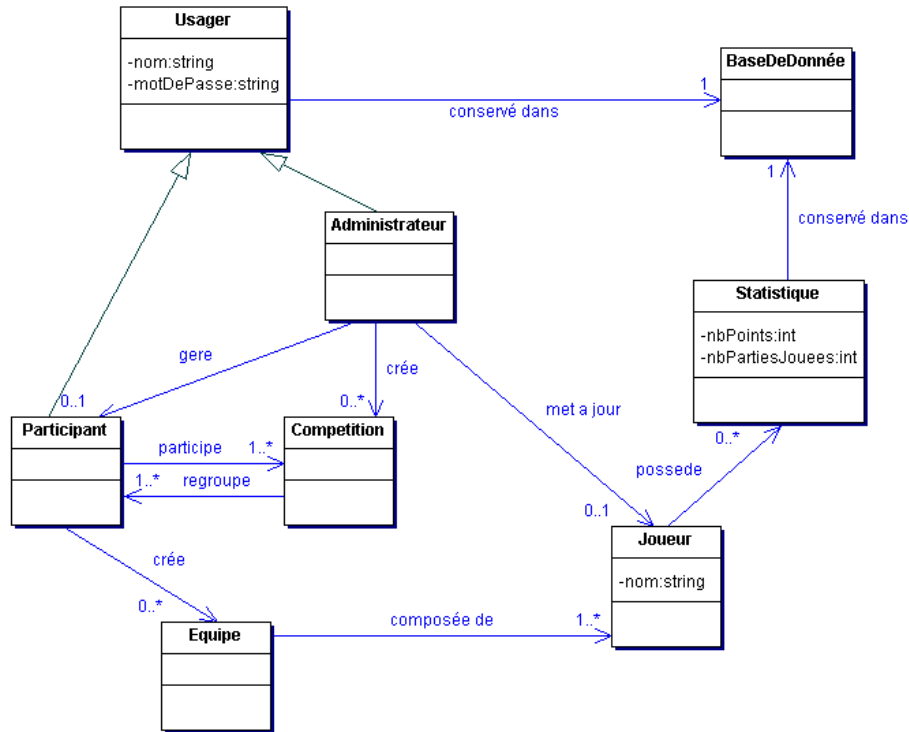 Usager
-nom:string
-motDePasse:string
BaseDeDonnée
1
conservé dans
1
conservé dans
Administrateur
Statistique
-nbPoints:int
-nbPartiesJouees:int
gere
crée
met a jour
0..1
0..*
0..*
Participant
Competition
participe
1..*
1..*
regroupe
possede
0..1
Joueur
-nom:string
crée
0..*
Equipe
composée de
1..*